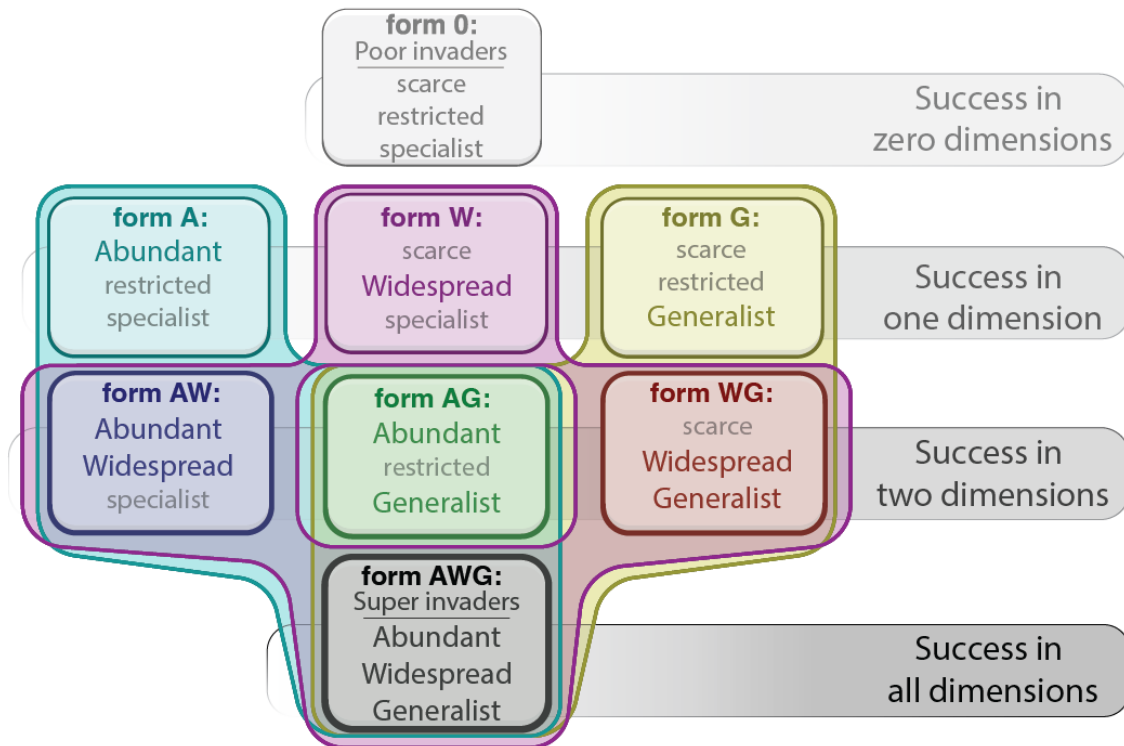 form 0:
Poor invaders
scarce
restricted
specialist
Success in
zero dimensions
form A:
Abundant
restricted
specialist
form W:
scarce
Widespread
specialist
form G:
scarce
restricted
Generalist
Success in
one dimension
form AW:
Abundant
Widespread
specialist
form AG:
Abundant
restricted
Generalist
form WG:
scarce
Widespread
Generalist
Success in
two dimensions
form AWG:
Super invaders
Abundant
Widespread
Generalist
Success in
all dimensions